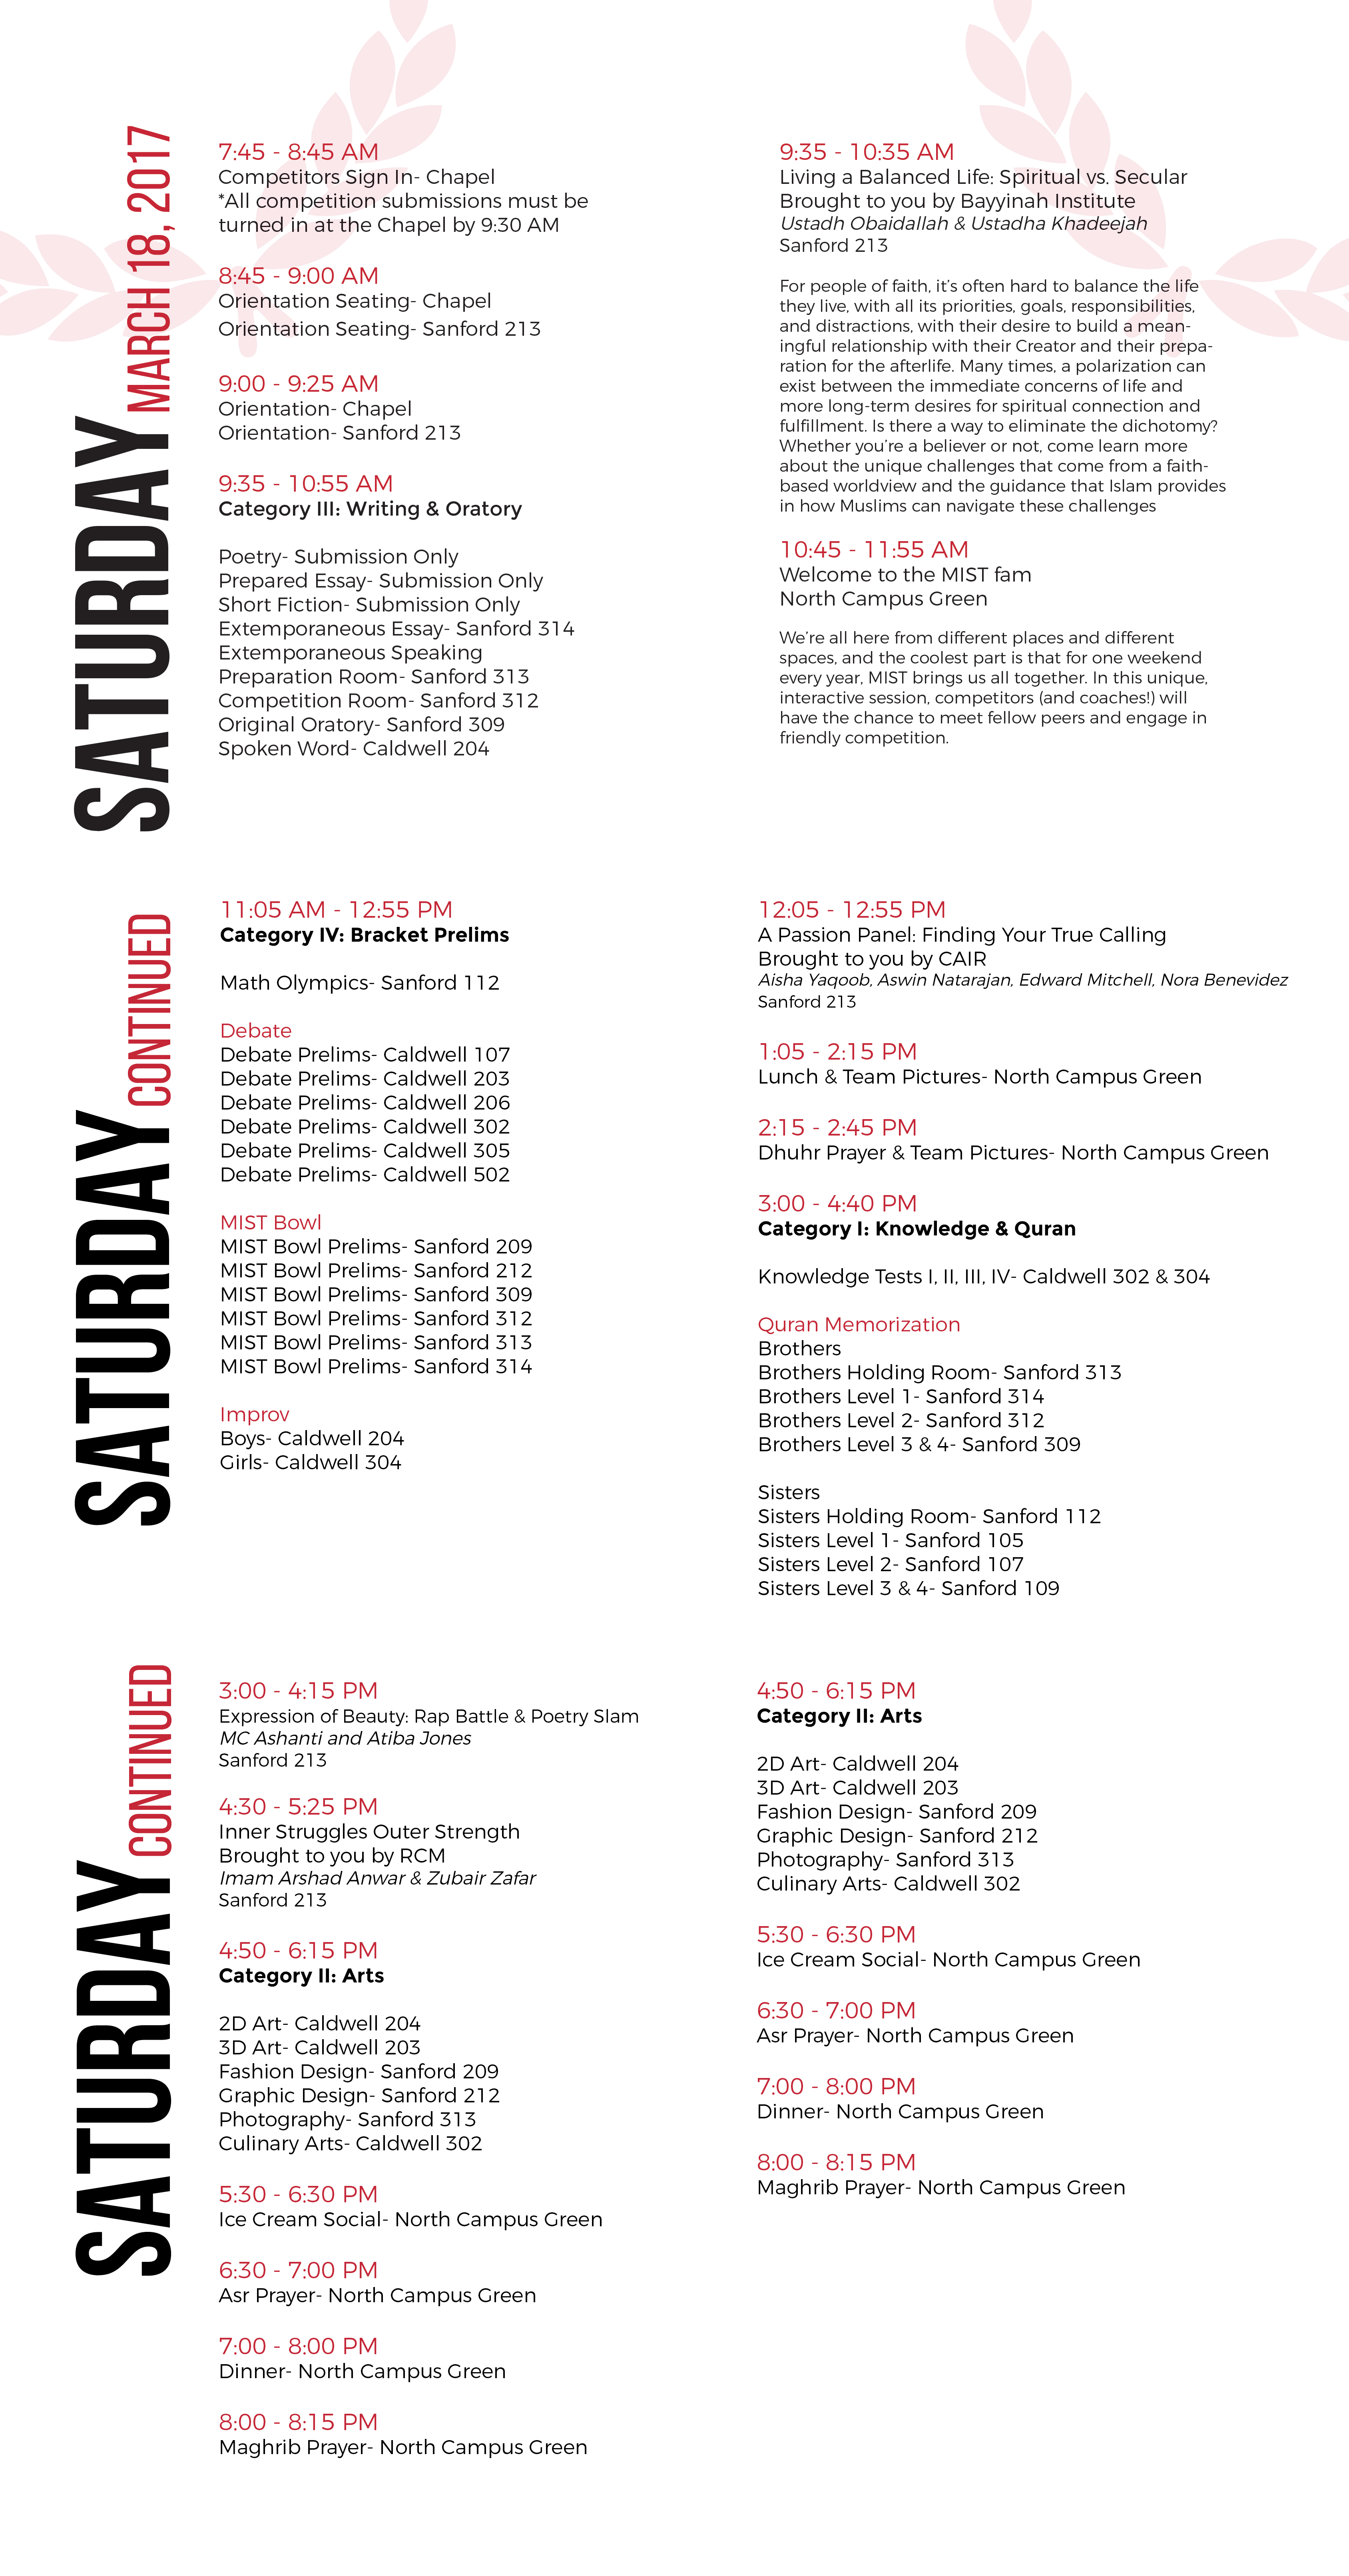 SATURDAY MARCH 18, 2017
7:45 - 8:45 AM
Competitors Sign In- Chapel
*All competition submissions must be
turned in at the Chapel by 9:30 AM
8:45 - 9:00 AM
Orientation Seating- Chapel
Orientation Seating- Sanford 213
9:00 - 9:25 AM
Orientation- Chapel
Orientation- Sanford 213
9:35 - 10:55 AM
Category III: Writing & Oratory
Poetry- Submission Only
Prepared Essay- Submission Only
Short Fiction- Submission Only
Extemporaneous Essay- Sanford 314
Extemporaneous Speaking
Preparation Room- Sanford 313
Competition Room- Sanford 312
Original Oratory- Sanford 309
Spoken Word- Caldwell 204
9:35 - 10:35 AM
Living a Balanced Life: Spiritual vs. Secular
Brought to you by Bayyinah Institute
Ustadh Obaidallah & Ustadha Khadeejah
Sanford 213
For people of faith, it’s often hard to balance the life
they live, with all its priorities, goals, responsibilities,
and distractions, with their desire to build a mean-
ingful relationship with their Creator and their prepa-
ration for the afterlife. Many times, a polarization can
exist between the immediate concerns of life and
more long-term desires for spiritual connection and
fulfillment. Is there a way to eliminate the dichotomy?
Whether you’re a believer or not, come learn more
about the unique challenges that come from a faith-
based worldview and the guidance that Islam provides
in how Muslims can navigate these challenges
10:45 - 11:55 AM
Welcome to the MIST fam
North Campus Green
We’re all here from different places and different
spaces, and the coolest part is that for one weekend
every year, MIST brings us all together. In this unique,
interactive session, competitors (and coaches!) will
have the chance to meet fellow peers and engage in
friendly competition.
SATURDAY CONTINUED
11:05 AM - 12:55 PM
Category IV: Bracket Prelims
Math Olympics- Sanford 112
Debate
Debate Prelims- Caldwell 107
Debate Prelims- Caldwell 203
Debate Prelims- Caldwell 206
Debate Prelims- Caldwell 302
Debate Prelims- Caldwell 305
Debate Prelims- Caldwell 502
MIST Bowl
MIST Bowl Prelims- Sanford 209
MIST Bowl Prelims- Sanford 212
MIST Bowl Prelims- Sanford 309
MIST Bowl Prelims- Sanford 312
MIST Bowl Prelims- Sanford 313
MIST Bowl Prelims- Sanford 314
Improv
Boys- Caldwell 204
Girls- Caldwell 304
12:05 - 12:55 PM
A Passion Panel: Finding Your True Calling
Brought to you by CAIR
Aisha Yaqoob, Aswin Natarajan, Edward Mitchell, Nora Benevidez
Sanford 213
1:05 - 2:15 PM
Lunch & Team Pictures- North Campus Green
2:15 - 2:45 PM
Dhuhr Prayer & Team Pictures- North Campus Green
3:00 - 4:40 PM
Category I: Knowledge & Quran
Knowledge Tests I, II, III, IV- Caldwell 302 & 304
Quran Memorization
Brothers
Brothers Holding Room- Sanford 313
Brothers Level 1- Sanford 314
Brothers Level 2- Sanford 312
Brothers Level 3 & 4- Sanford 309
Sisters
Sisters Holding Room- Sanford 112
Sisters Level 1- Sanford 105
Sisters Level 2- Sanford 107
Sisters Level 3 & 4- Sanford 109
SATURDAY CONTINUED
3:00 - 4:15 PM
Expression of Beauty: Rap Battle & Poetry Slam
MC Ashanti and Atiba Jones
Sanford 213
4:30 - 5:25 PM
Inner Struggles Outer Strength
Brought to you by RCM
Imam Arshad Anwar & Zubair Zafar
Sanford 213
4:50 - 6:15 PM
Category II: Arts
2D Art- Caldwell 204
3D Art- Caldwell 203
Fashion Design- Sanford 209
Graphic Design- Sanford 212
Photography- Sanford 313
Culinary Arts- Caldwell 302
5:30 - 6:30 PM
Ice Cream Social- North Campus Green
6:30 - 7:00 PM
Asr Prayer- North Campus Green
7:00 - 8:00 PM
Dinner- North Campus Green
8:00 - 8:15 PM
Maghrib Prayer- North Campus Green
4:50 - 6:15 PM
Category II: Arts
2D Art- Caldwell 204
3D Art- Caldwell 203
Fashion Design- Sanford 209
Graphic Design- Sanford 212
Photography- Sanford 313
Culinary Arts- Caldwell 302
5:30 - 6:30 PM
Ice Cream Social- North Campus Green
6:30 - 7:00 PM
Asr Prayer- North Campus Green
7:00 - 8:00 PM
Dinner- North Campus Green
8:00 - 8:15 PM
Maghrib Prayer- North Campus Green